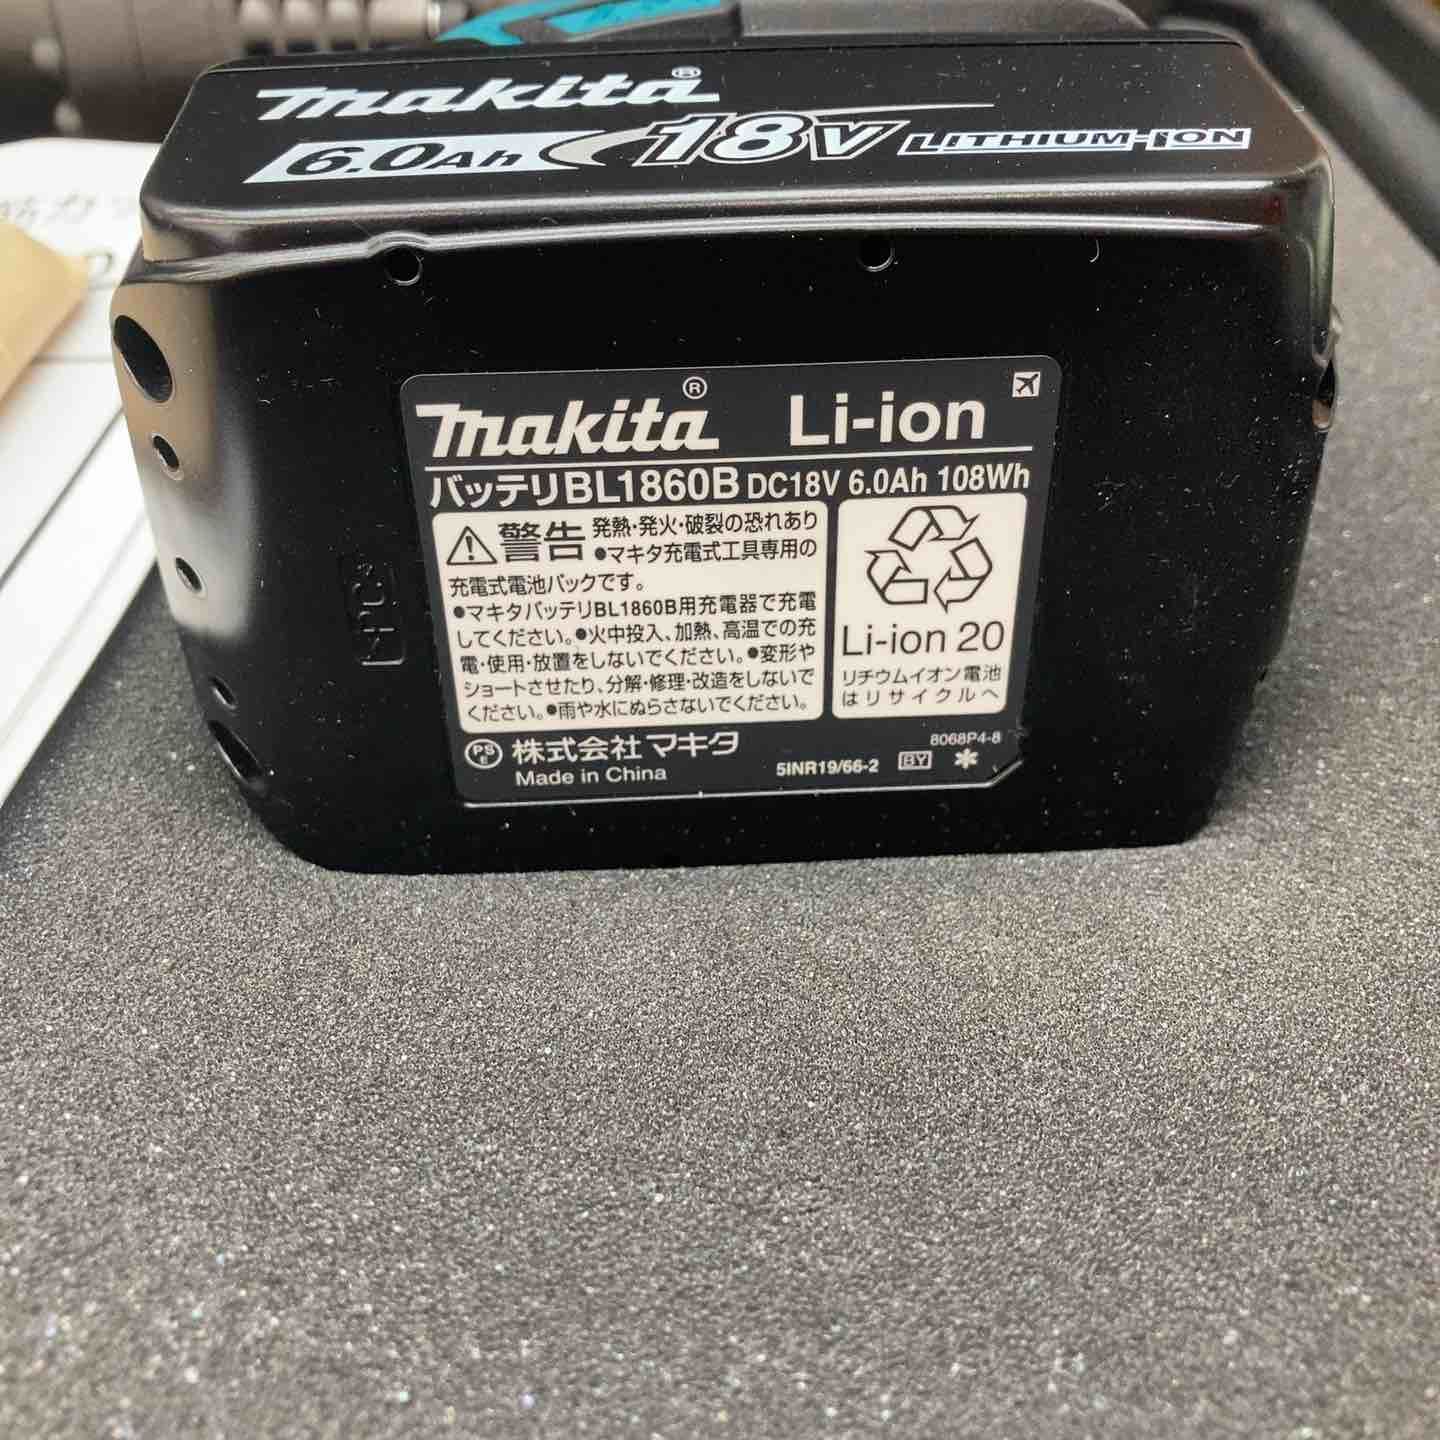 makita®
6.0Ah 18V LITHIUM-ION
makita® Li-ion
バッテリBL1860B DC18V 6.0Ah 108Wh
警告 発熱・発火・破裂の恐れあり
●マキタ充電式工具専用の
充電式電池パックです。
●マキタバッテリBL1860B用充電器で充電
してください。●火中投入、加熱、高温での充
電・使用・放置をしないでください。●変形や
ショートさせたり、分解・修理・改造をしないで
ください。●雨や水にぬらさないでください。
Li-ion 20
リチウムイオン電池
はリサイクルへ
PSE 株式会社マキタ
Made in China
5INR19/66-2 BY
8068P4-8